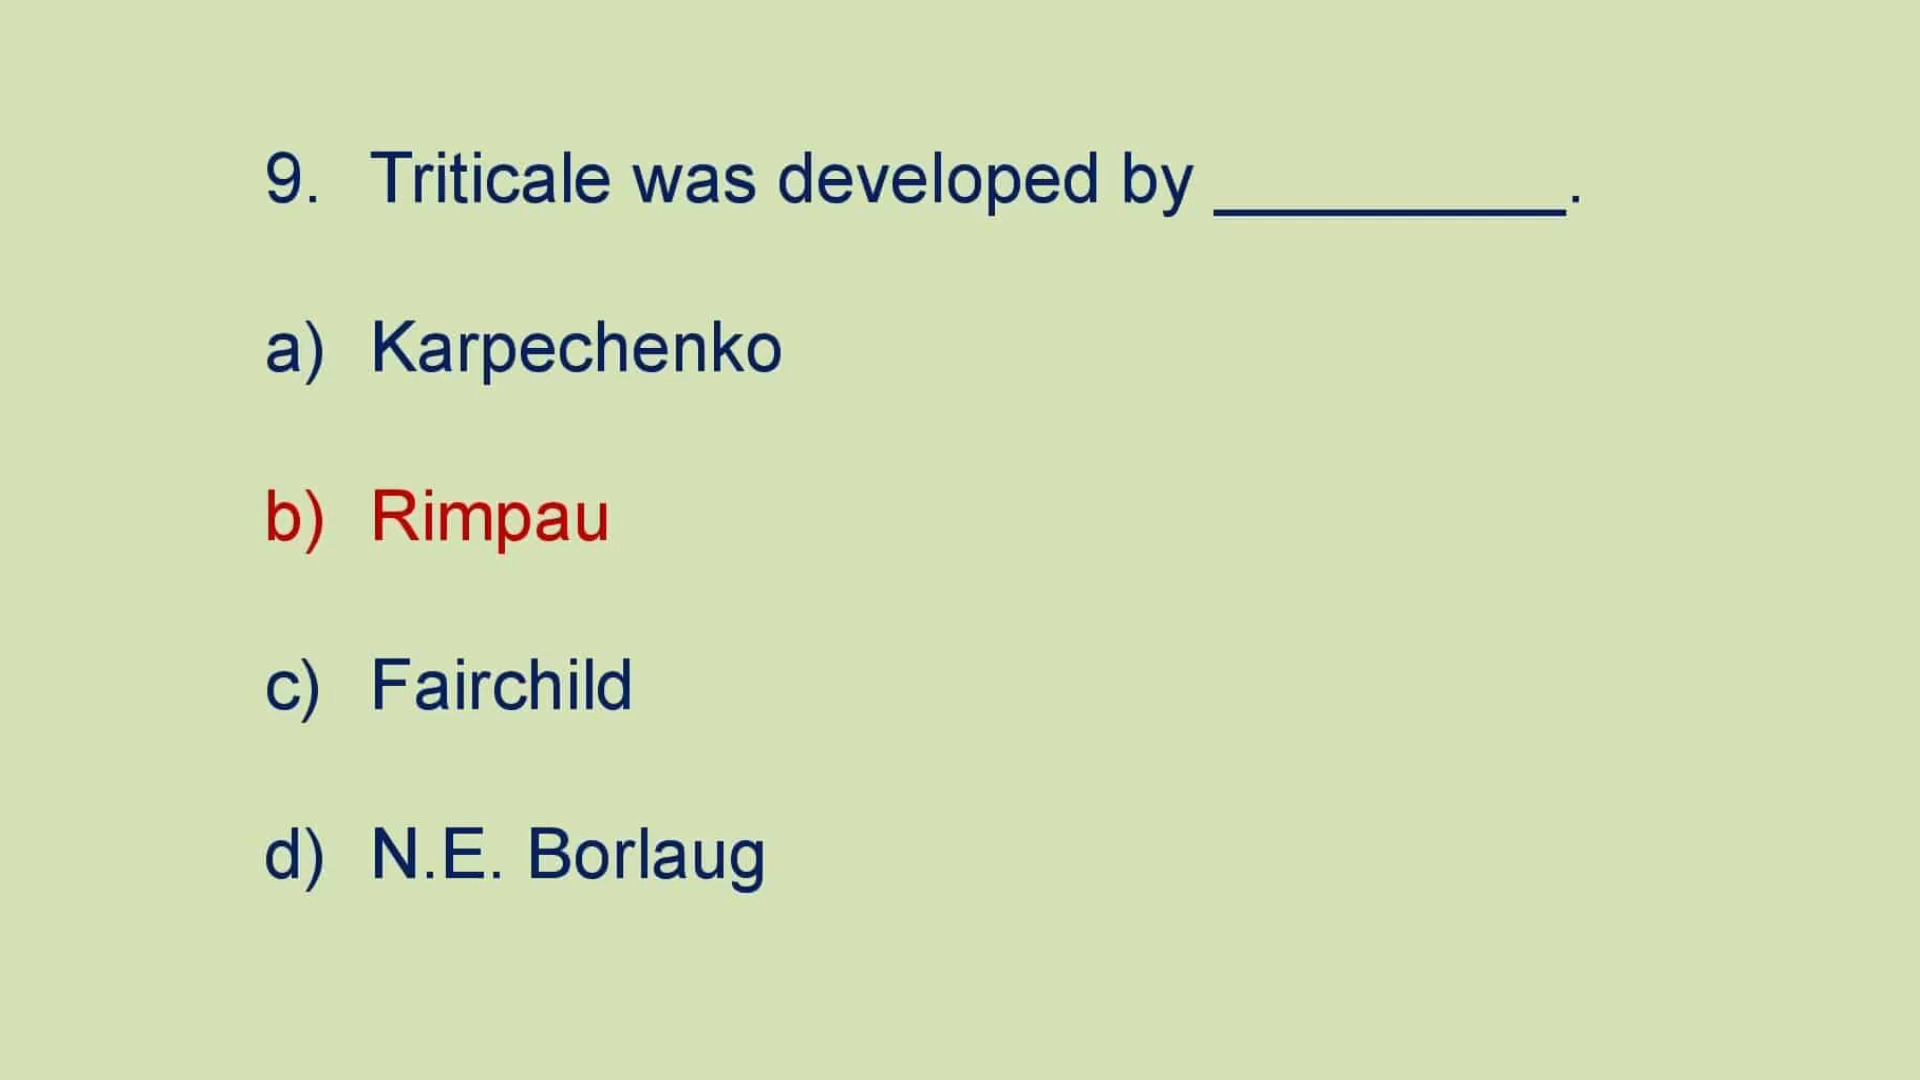 9. Triticale was developed by __________.
a) Karpechenko
b) Rimpau
c) Fairchild
d) N.E. Borlaug